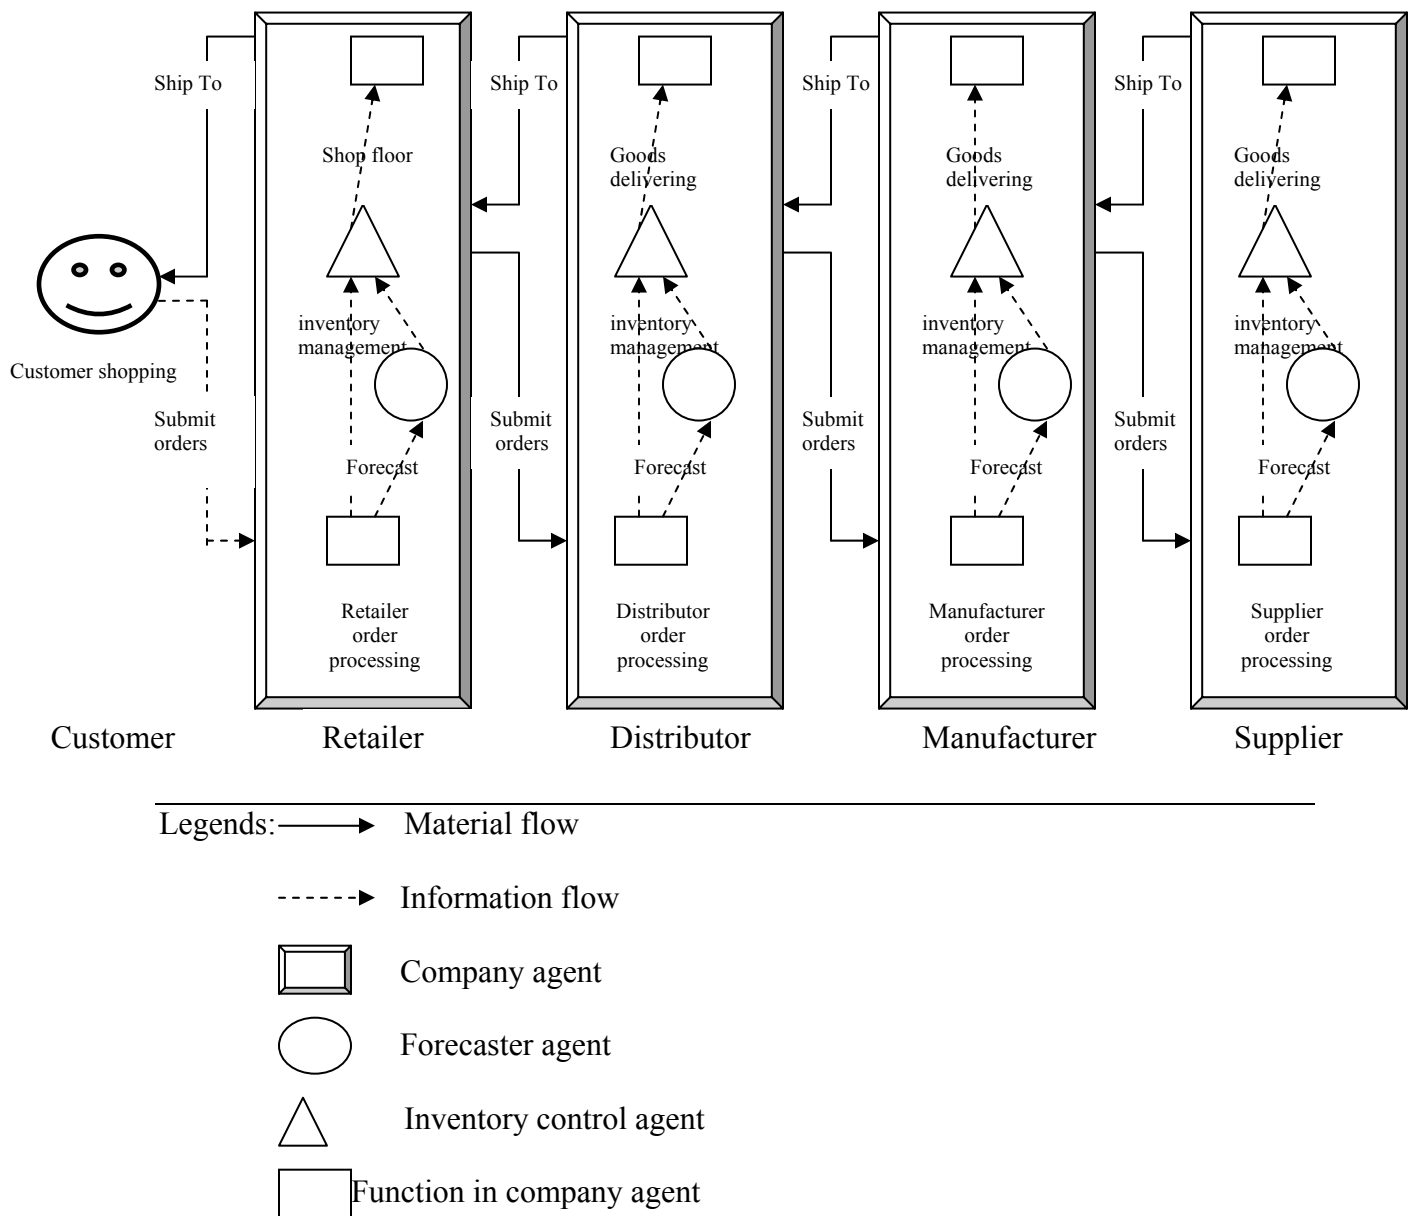 Ship To
Ship To
Ship To
Ship To
Shop floor
Goods
delivering
Goods
delivering
Goods
delivering
inventory
management
inventory
management
inventory
management
inventory
management
Customer shopping
Submit
orders
Submit
orders
Submit
orders
Submit
orders
Forecast
Forecast
Forecast
Forecast
Retailer
order
processing
Distributor
order
processing
Manufacturer
order
processing
Supplier
order
processing
Customer
Retailer
Distributor
Manufacturer
Supplier
Legends:
Material flow
Information flow
Company agent
Forecaster agent
Inventory control agent
Function in company agent